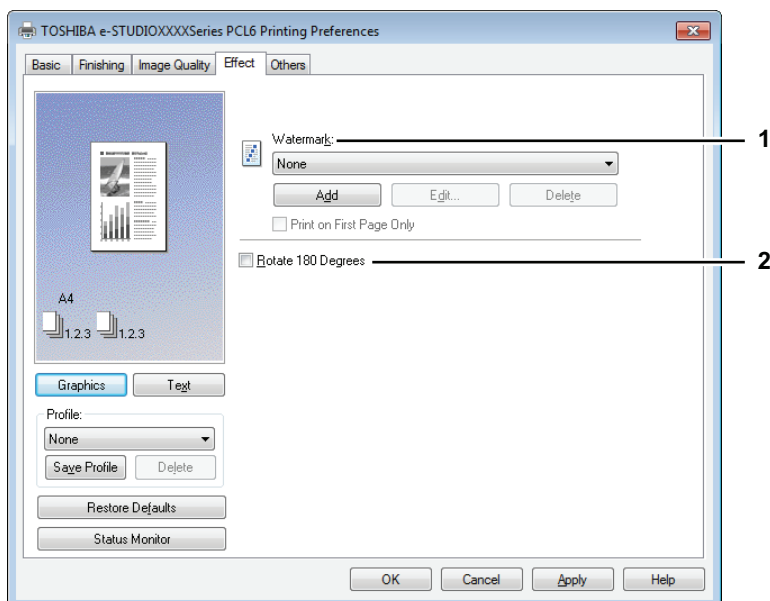 TOSHIBA e-STUDIOXXXXSeries PCL6 Printing Preferences
Basic Finishing Image Quality Effect Others
Watermark:
1
None
Add Edit... Delete
Print on First Page Only
Rotate 180 Degrees
2
A4
1.2.3 1.2.3
Graphics Text
Profile:
None
Save Profile Delete
Restore Defaults
Status Monitor
OK Cancel Apply Help